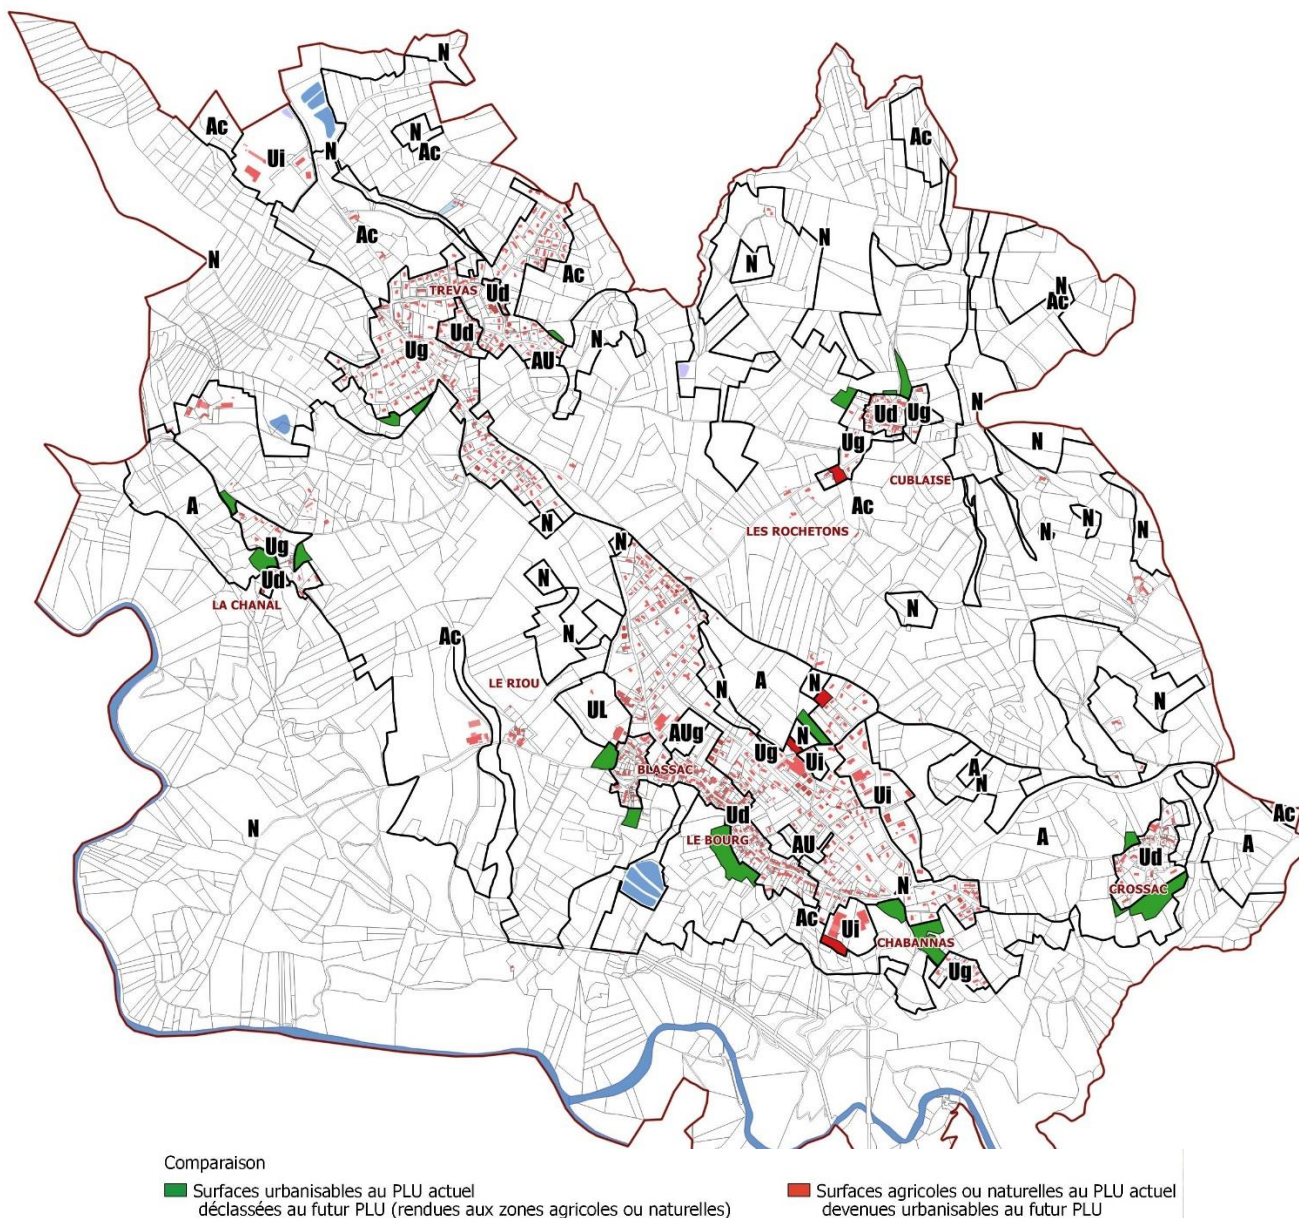 N
Ac
N
Ac
Ui
N
Ac
Ac
Ac
N
N
N
Ac
N
Ac
TREVAS
Ud
Ud
Ug
AU
N
N
Ud
Ug
Ug
N
CUBLAISE
Ac
LES ROCHETONS
A
Ug
Ud
LA CHANAL
N
N
N
N
N
N
N
N
Ac
LE RIOU
UL
AUg
N
A
N
N
Ug
Ui
BLASSAC
Ui
N
A
N
Ud
LE BOURG
AU
N
A
Ud
CROSSAC
A
Ac
N
Ac
Ui
CHABANNAS
Ug
Comparaison
Surfaces urbanisables au PLU actuel
déclassées au futur PLU (rendues aux zones agricoles ou naturelles)
Surfaces agricoles ou naturelles au PLU actuel
devenues urbanisables au futur PLU